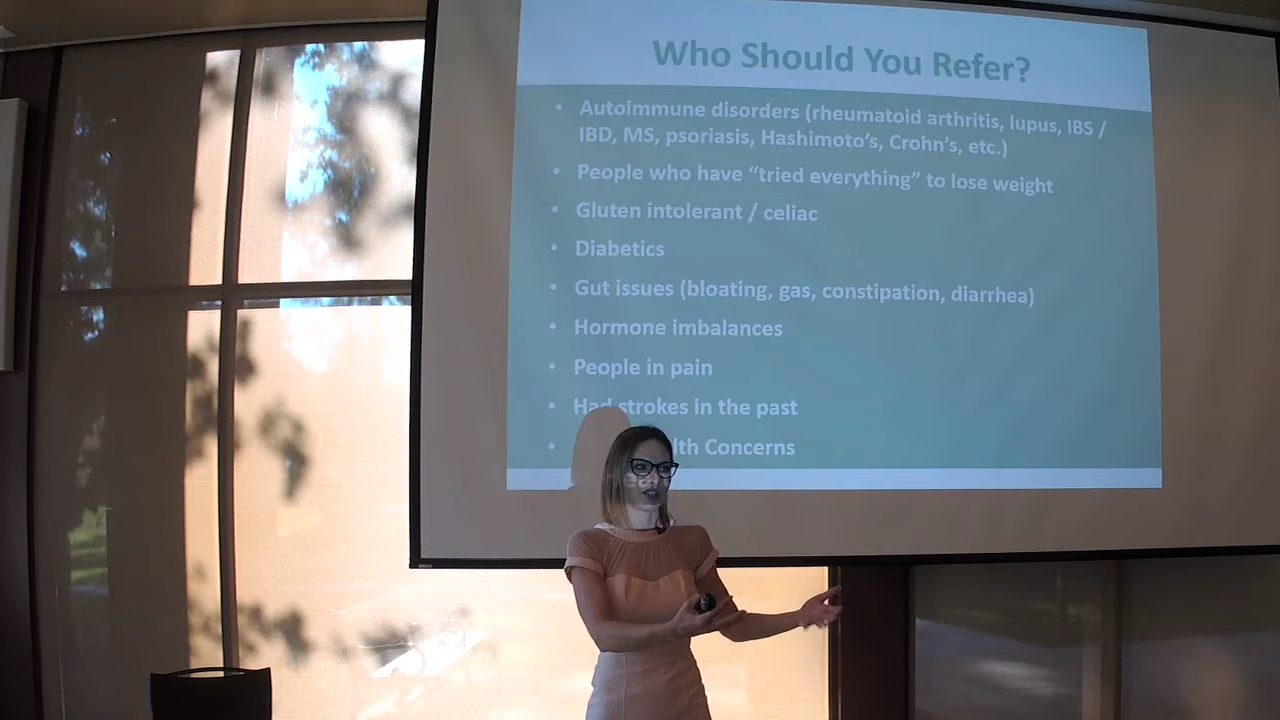 Who Should You Refer?
• Autoimmune disorders (rheumatoid arthritis, lupus, IBS /
IBD, MS, psoriasis, Hashimoto's, Crohn's, etc.)
• People who have “tried everything” to lose weight
• Gluten intolerant / celiac
• Diabetics
• Gut issues (bloating, gas, constipation, diarrhea)
• Hormone imbalances
• People in pain
• Had strokes in the past
• Concerns